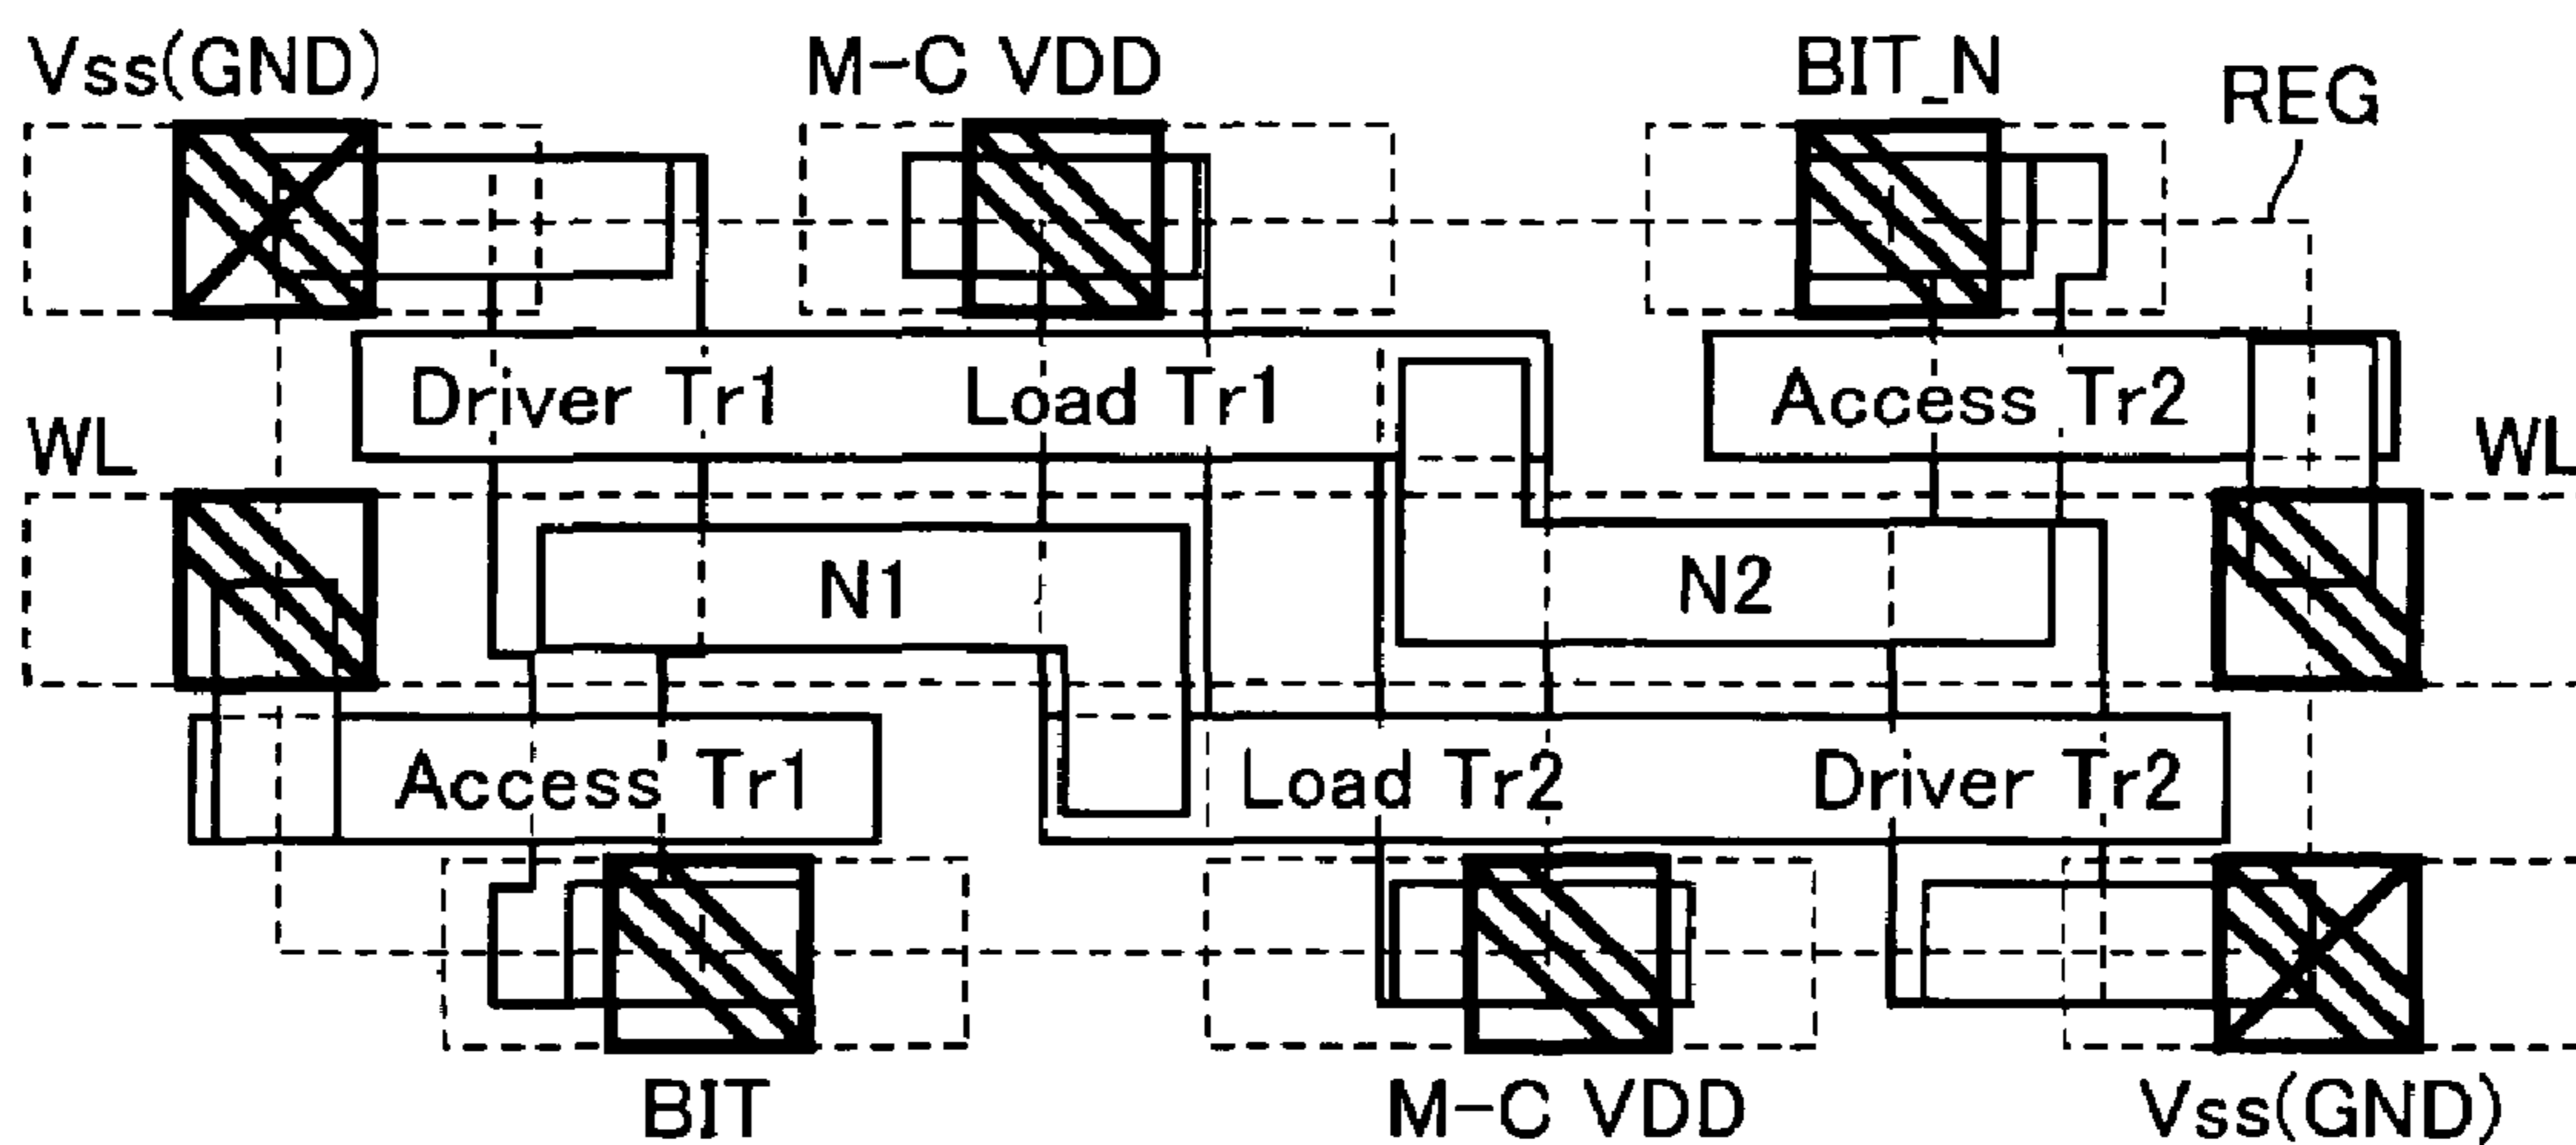 Vss(GND) M-C VDD BIT_N REG
Driver Tr1 Load Tr1 Access Tr2
WL WL
N1 N2
Access Tr1 Load Tr2 Driver Tr2
BIT M-C VDD Vss(GND)